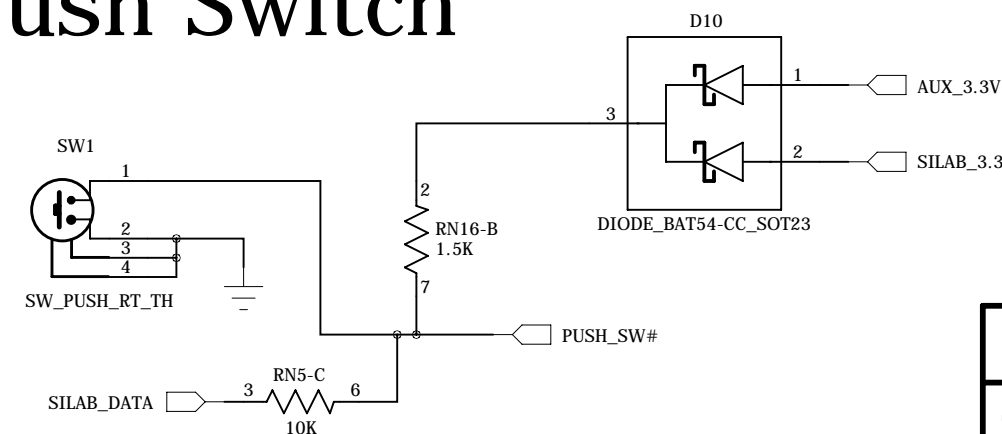 ush Switch
D10
1
AUX_3.3V
3
2
SILAB_3.3
DIODE_BAT54-CC_SOT23
SW1
1
2
3
4
SW_PUSH_RT_TH
2
RN16-B
1.5K
7
PUSH_SW#
RN5-C
SILAB_DATA
3
6
10K